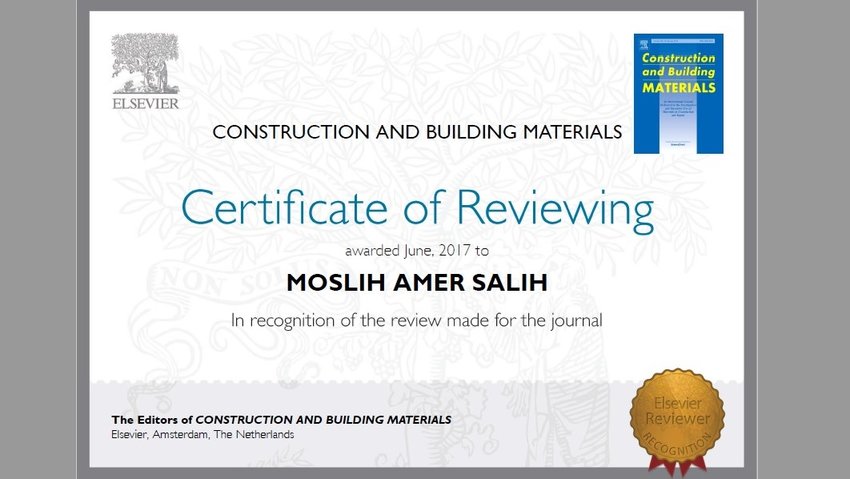 ELSEVIER
Construction
and Building
MATERIALS
CONSTRUCTION AND BUILDING MATERIALS
Certificate of Reviewing
awarded June, 2017 to
MOSLIH AMER SALIH
NON SOLUS
In recognition of the review made for the journal
The Editors of CONSTRUCTION AND BUILDING MATERIALS
Elsevier, Amsterdam, The Netherlands
Elsevier
Reviewer
RECOGNITION